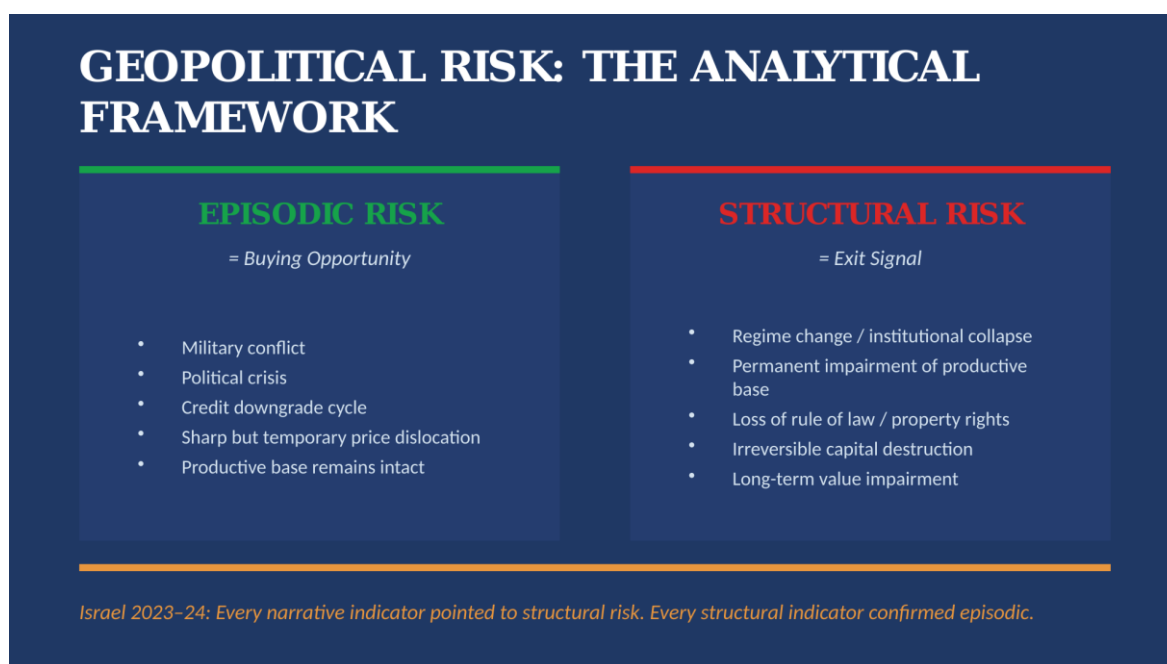 GEOPOLITICAL RISK: THE ANALYTICAL
FRAMEWORK
EPISODIC RISK
= Buying Opportunity
• Military conflict
• Political crisis
• Credit downgrade cycle
• Sharp but temporary price dislocation
• Productive base remains intact
STRUCTURAL RISK
= Exit Signal
• Regime change / institutional collapse
• Permanent impairment of productive
base
• Loss of rule of law / property rights
• Irreversible capital destruction
• Long-term value impairment
Israel 2023–24: Every narrative indicator pointed to structural risk. Every structural indicator confirmed episodic.